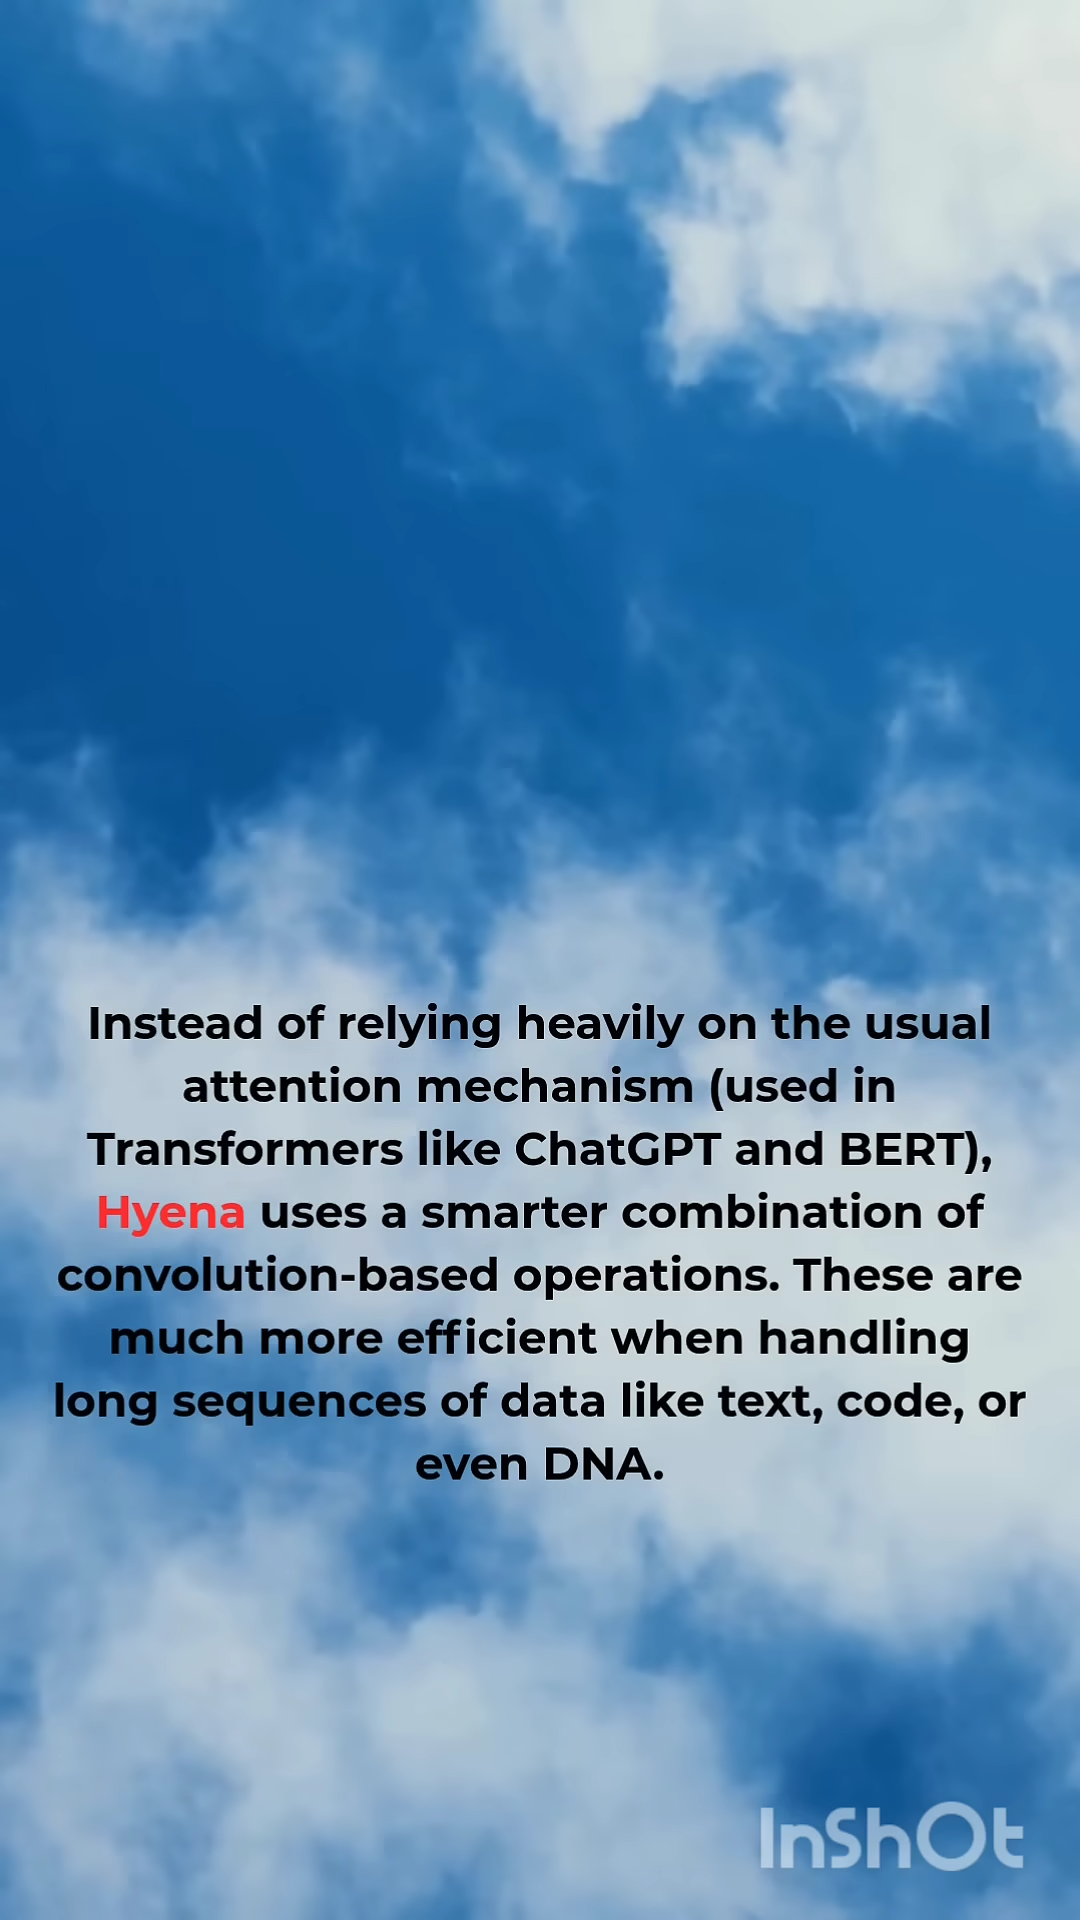 Instead of relying heavily on the usual
attention mechanism (used in
Transformers like ChatGPT and BERT),
Hyena uses a smarter combination of
convolution-based operations. These are
much more efficient when handling
long sequences of data like text, code, or
even DNA.
InShOt